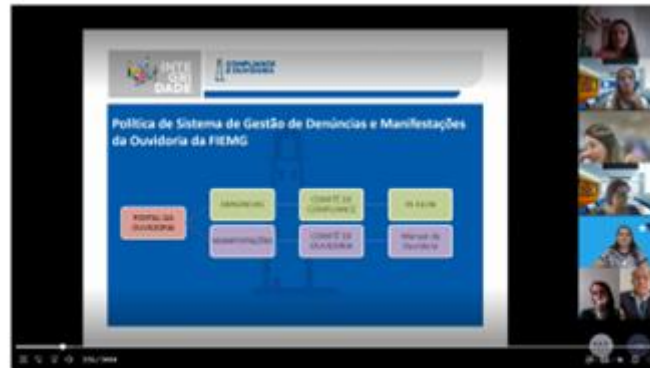 INTE
GRI
DADE
COMPLIANCE
E OUVIDORIA
Política de Sistema de Gestão de Denúncias e Manifestações
da Ouvidoria da FIEMG
PORTAL DA
OUVIDORIA
DENÚNCIAS
COMITÊ DE
COMPLIANCE
MANIFESTAÇÕES
COMITÊ DE
OUVIDORIA
Manual da
Ouvidoria